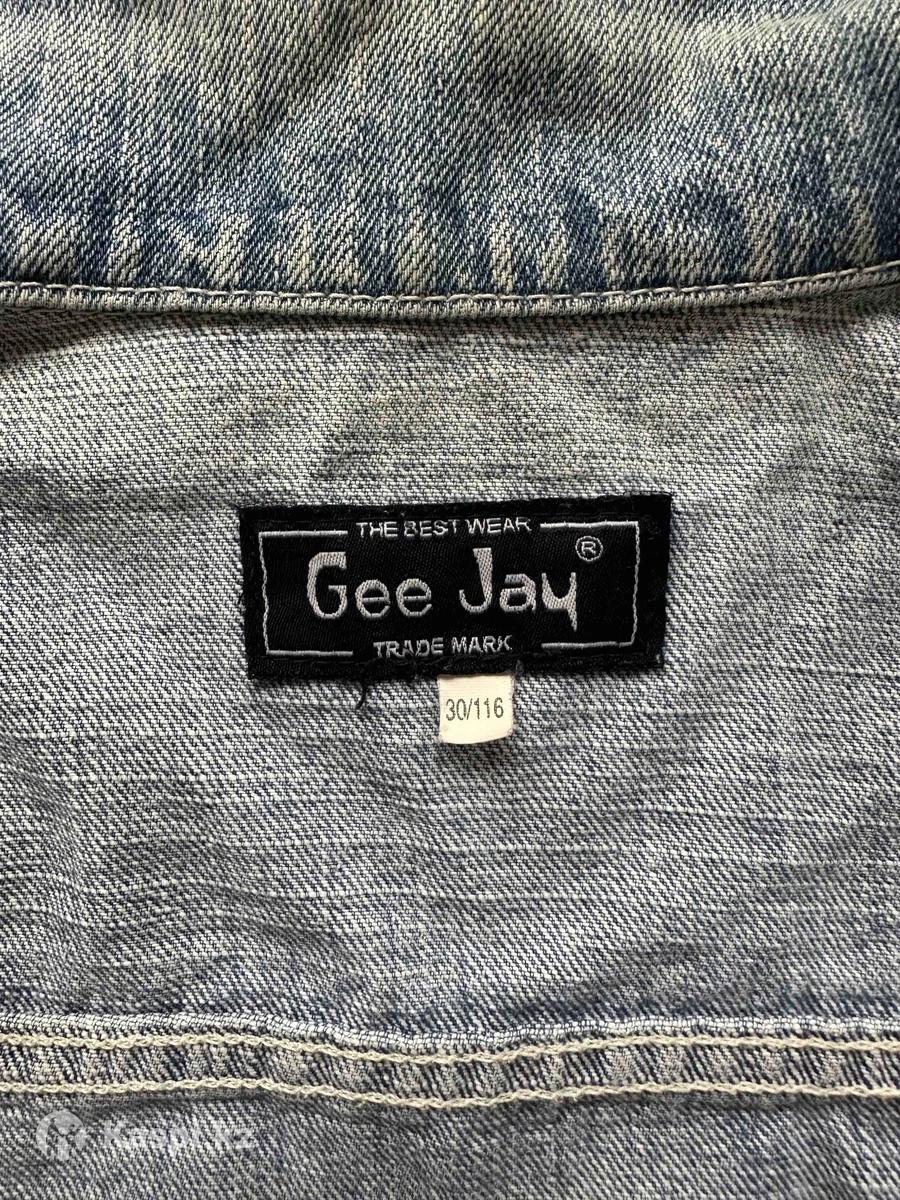 THE BEST WEAR
Gee Jay ®
TRADE MARK
30/116
Kaspi.kz